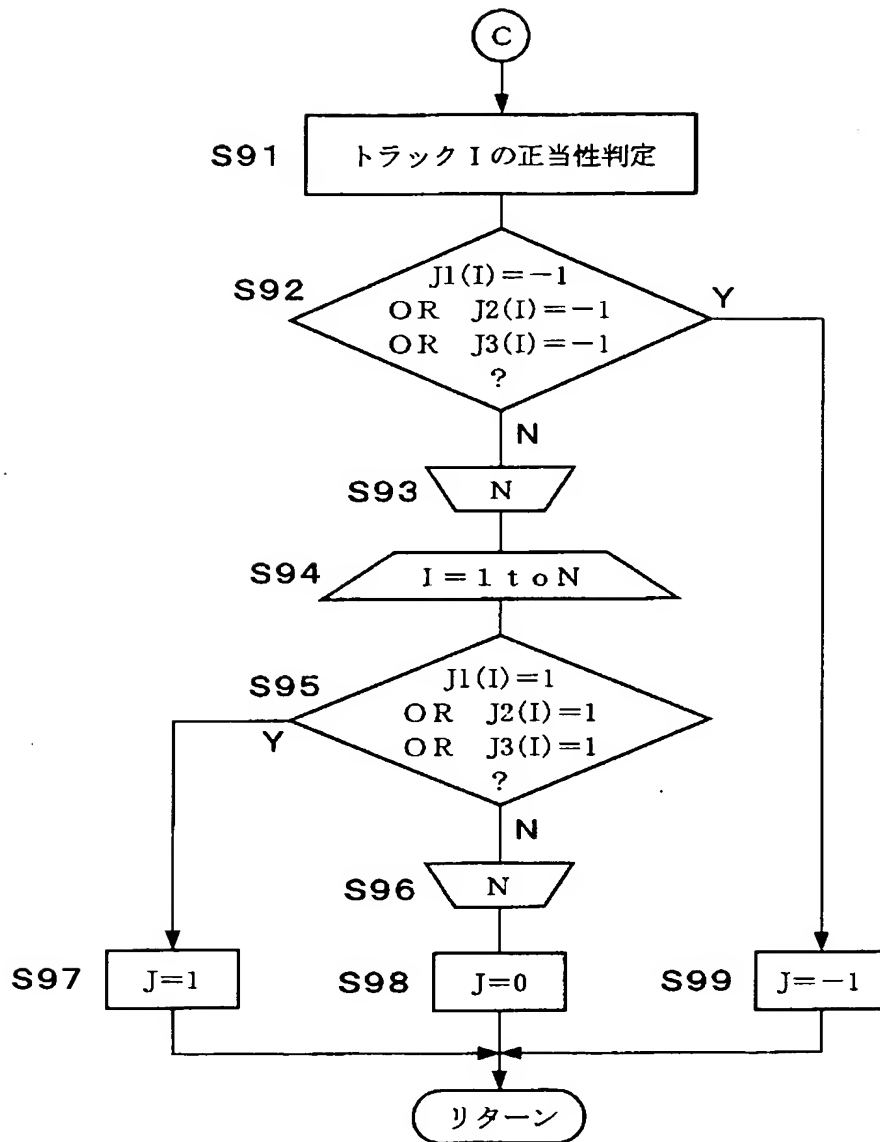 C
S91
トラックIの正当性判定
S92
J1(I)=−1
OR J2(I)=−1
OR J3(I)=−1
?
Y
N
S93
N
S94
I=1 to N
S95
J1(I)=1
OR J2(I)=1
OR J3(I)=1
?
Y
N
S96
N
S97
J=1
S98
J=0
S99
J=−1
リターン